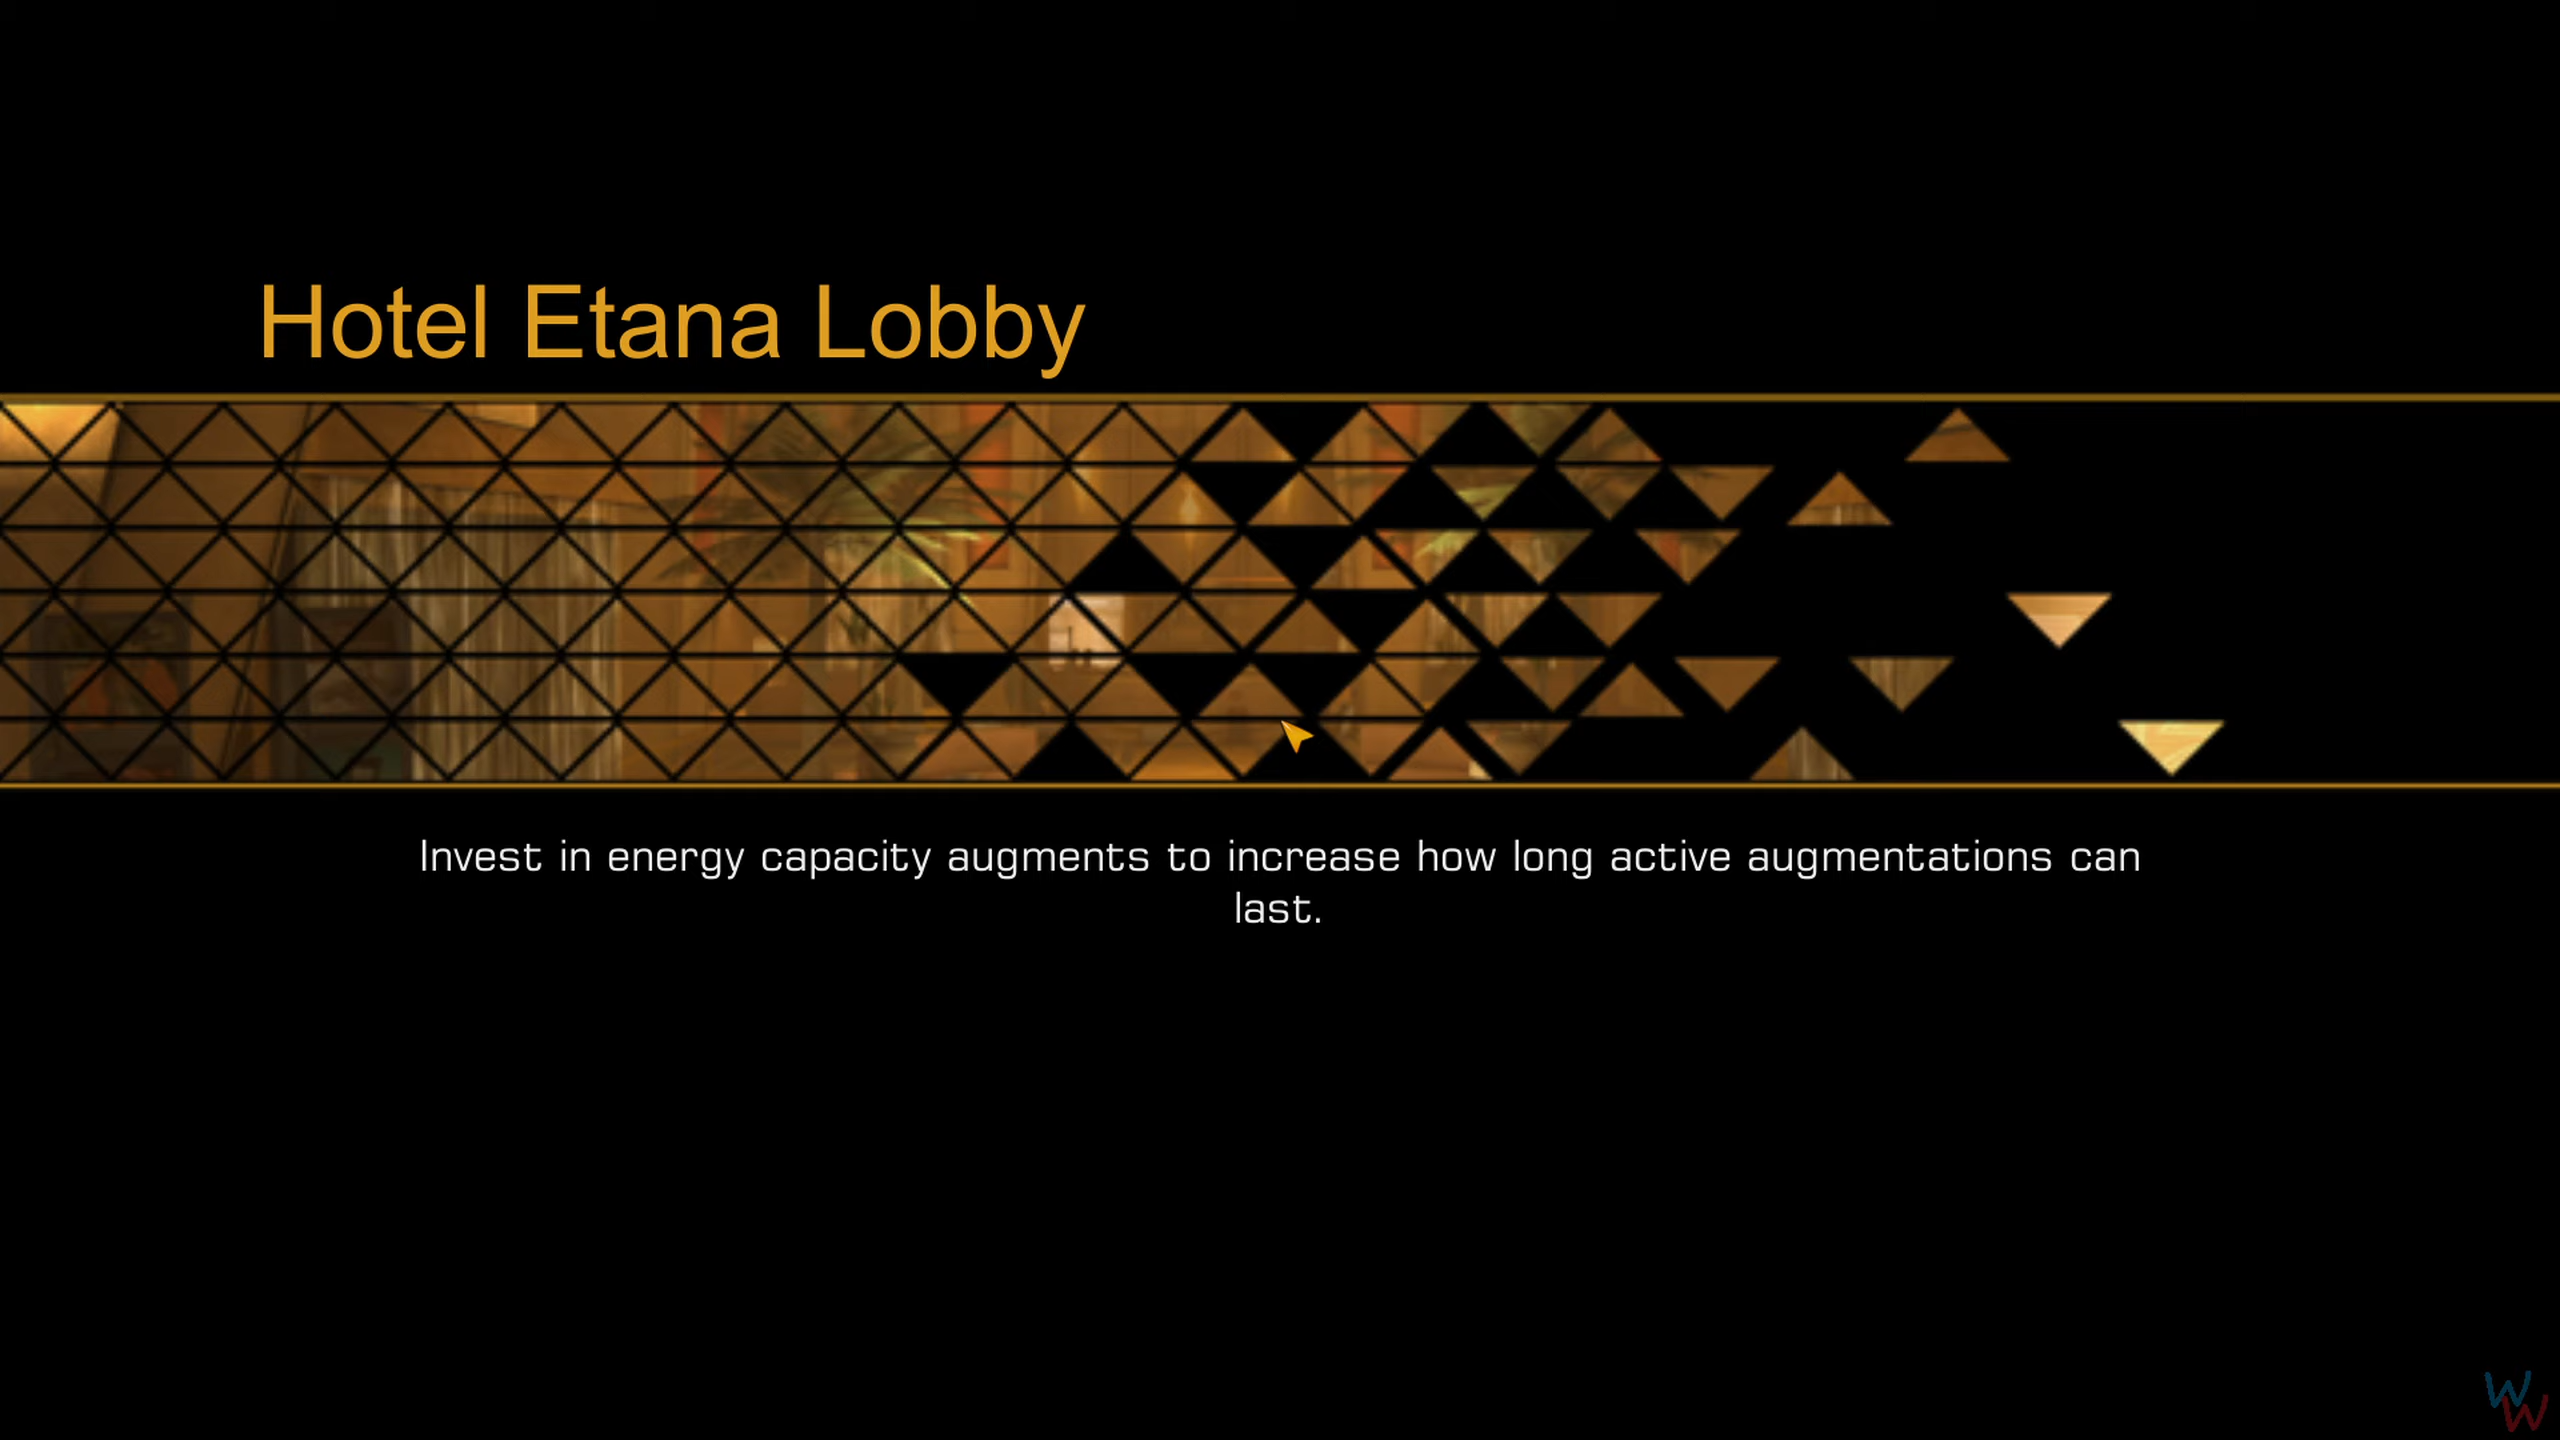 Hotel Etana Lobby
Invest in energy capacity augments to increase how long active augmentations can
last.
W
W